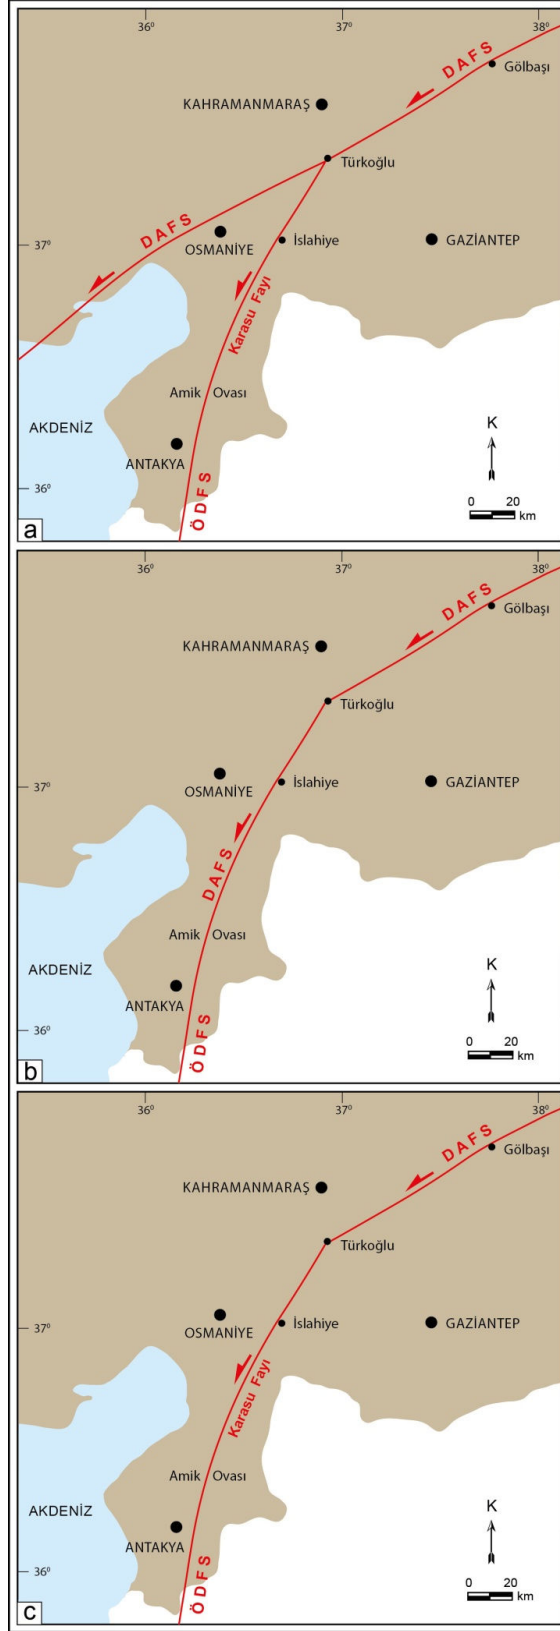 36⁰ 37⁰ 38⁰
DAFS
Gölbaşı
KAHRAMANMARAŞ
Türkoğlu
DAFS
37⁰
OSMANİYE
İslahiye
GAZİANTEP
Karasu Fayı
Amik Ovası
AKDENİZ
K
ANTAKYA
36⁰
ÖDFS
0 20
km
a
36⁰ 37⁰ 38⁰
DAFS
Gölbaşı
KAHRAMANMARAŞ
Türkoğlu
37⁰
OSMANİYE
İslahiye
GAZİANTEP
DAFS
Amik Ovası
AKDENİZ
K
ANTAKYA
36⁰
ÖDFS
0 20
km
b
36⁰ 37⁰ 38⁰
DAFS
Gölbaşı
KAHRAMANMARAŞ
Türkoğlu
37⁰
OSMANİYE
İslahiye
GAZİANTEP
Karasu Fayı
Amik Ovası
AKDENİZ
K
ANTAKYA
36⁰
ÖDFS
0 20
km
c